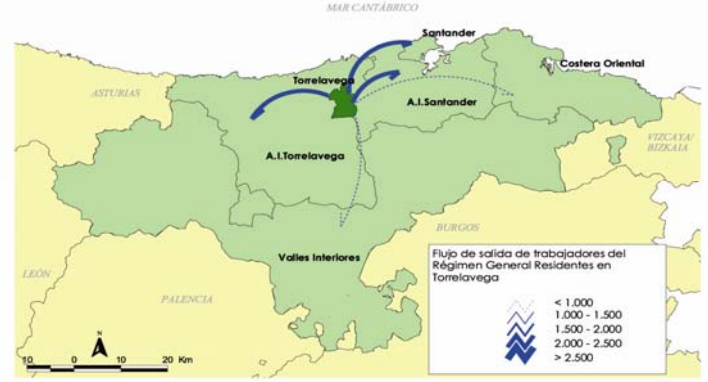 MAR CANTÁBRICO
Santander
Costera Oriental
Torrelavega
ASTURIAS
A.I.Santander
VIZCAYA/
BIZKAIA
A.I.Torrelavega
BURGOS
Valles Interiores
LEÓN
PALENCIA
Flujo de salida de trabajadores del
Régimen General Residentes en
Torrelavega
< 1.000
1.000 - 1.500
1.500 - 2.000
2.000 - 2.500
> 2.500
N
10 0 10 20 Km